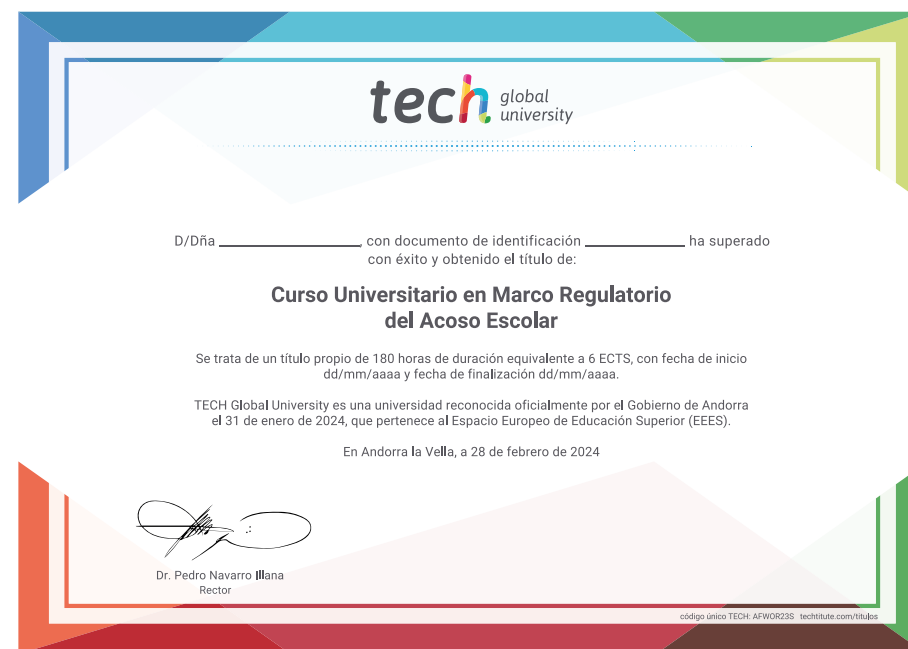 tech global
university
D/Dña ______________, con documento de identificación __________ ha superado
con éxito y obtenido el título de:
Curso Universitario en Marco Regulatorio
del Acoso Escolar
Se trata de un título propio de 180 horas de duración equivalente a 6 ECTS, con fecha de inicio
dd/mm/aaaa y fecha de finalización dd/mm/aaaa.
TECH Global University es una universidad reconocida oficialmente por el Gobierno de Andorra
el 31 de enero de 2024, que pertenece al Espacio Europeo de Educación Superior (EEES).
En Andorra la Vella, a 28 de febrero de 2024
Dr. Pedro Navarro Illana
Rector
código único TECH: AFWOR23S techtitute.com/titulos